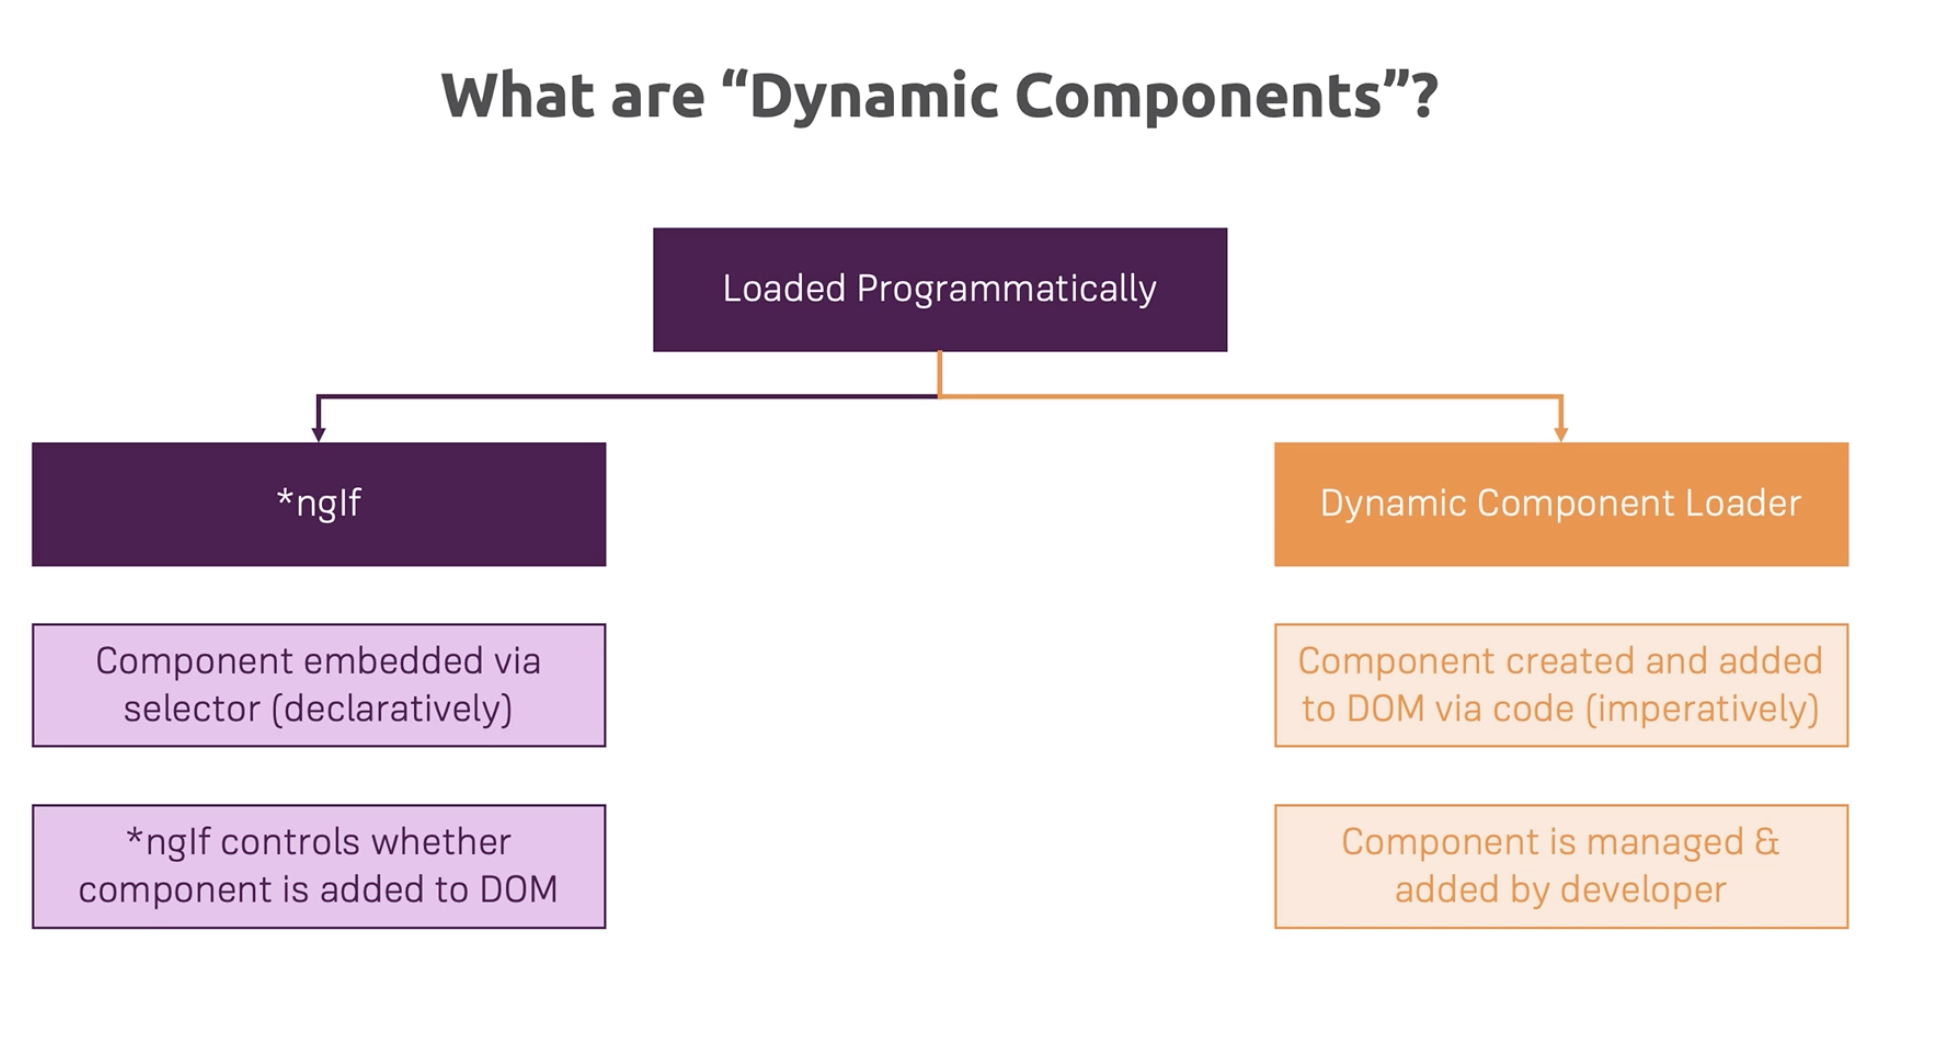 What are “Dynamic Components”?
Loaded Programmatically
*ngIf
Component embedded via
selector (declaratively)
*ngIf controls whether
component is added to DOM
Dynamic Component Loader
Component created and added
to DOM via code (imperatively)
Component is managed &
added by developer